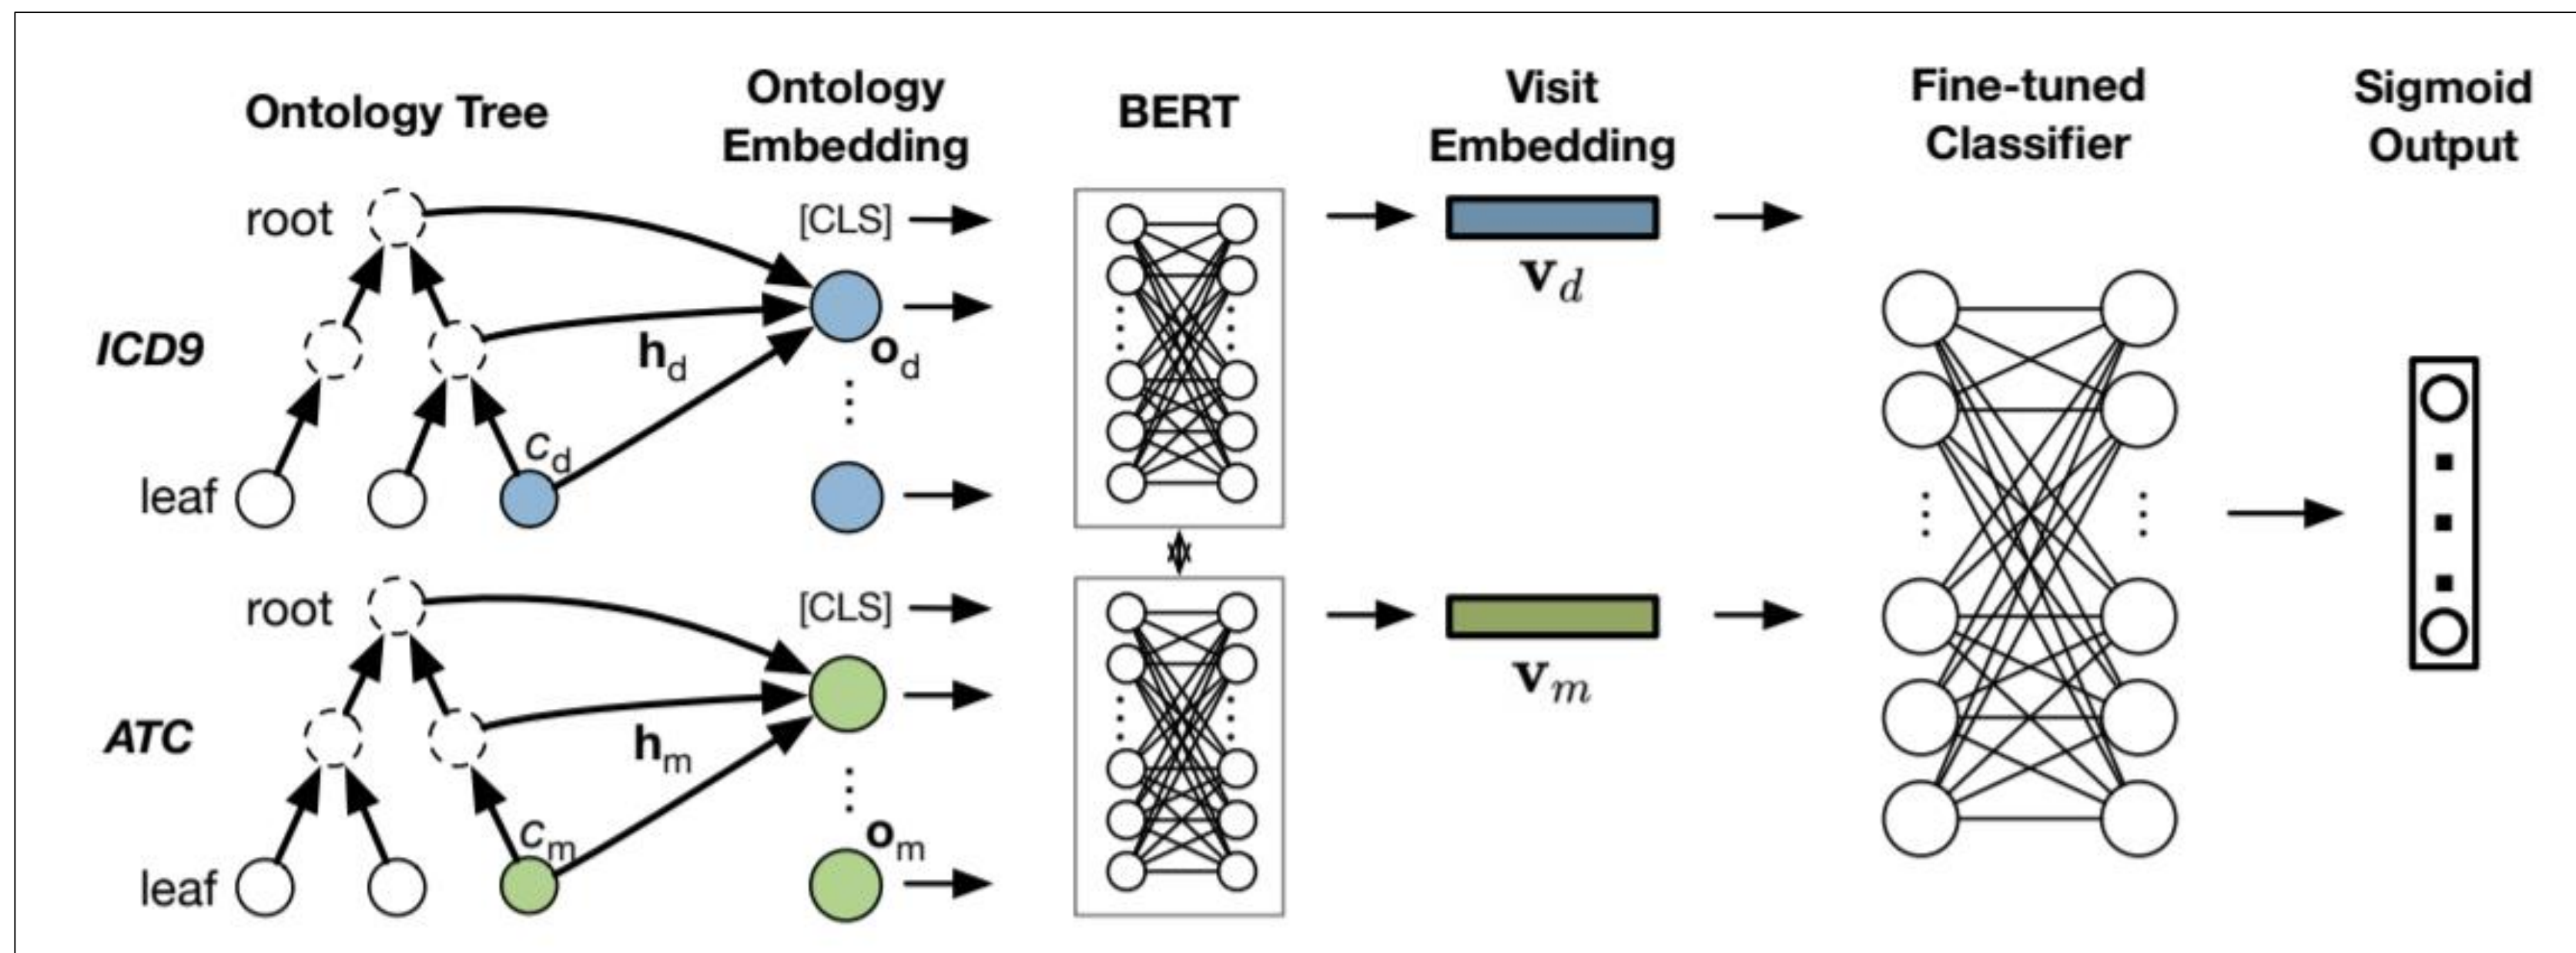 Ontology Tree
Ontology
Embedding
BERT
Visit
Embedding
Fine-tuned
Classifier
Sigmoid
Output
root
[CLS]
v_d
ICD9
h_d
o_d
c_d
leaf
root
[CLS]
v_m
ATC
h_m
c_m
o_m
leaf